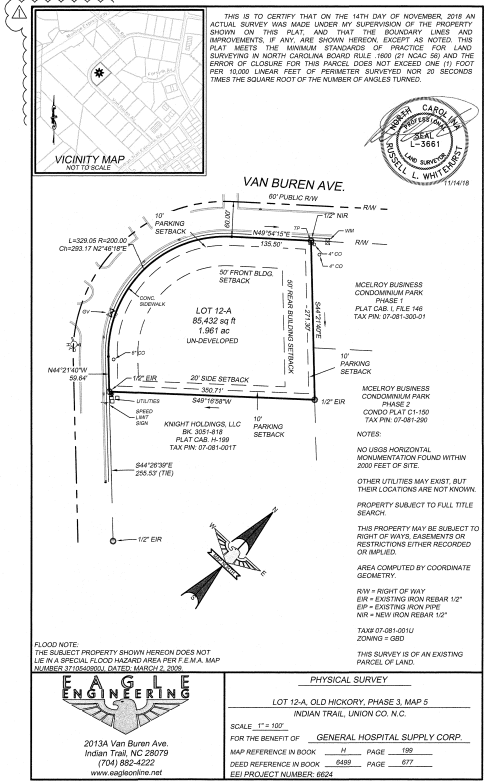 THIS IS TO CERTIFY THAT ON THE 14TH DAY OF NOVEMBER, 2018 AN
ACTUAL SURVEY WAS MADE UNDER MY SUPERVISION OF THE PROPERTY
SHOWN ON THIS PLAT, AND THAT THE BOUNDARY LINES AND
IMPROVEMENTS, IF ANY, ARE SHOWN HEREON, EXCEPT AS NOTED. THIS
PLAT MEETS THE MINIMUM STANDARDS OF PRACTICE FOR LAND
SURVEYING IN NORTH CAROLINA BOARD RULE .1600 (21 NCAC 56) AND THE
ERROR OF CLOSURE FOR THIS PARCEL DOES NOT EXCEED ONE (1) FOOT
PER 10,000 LINEAR FEET OF PERIMETER SURVEYED NOR 20 SECONDS
TIMES THE SQUARE ROOT OF THE NUMBER OF ANGLES TURNED.
VICINITY MAP
NOT TO SCALE
NORTH CAROLINA
PROFESSIONAL
SEAL
L-3661
LAND SURVEYOR
RUSSELL L. WHITEHURST
11/14/18
VAN BUREN AVE.
60' PUBLIC R/W
R/W
1/2" NIR
60.00'
TP
WM
R/W
N49°54'15"E
135.50'
10'
PARKING
SETBACK
L=329.05 R=200.00
Ch=293.17 N2°46'18"E
4" CO
4" CO
50' FRONT BLDG.
SETBACK
50' REAR BUILDING SETBACK
S44°21'40"E
271.30'
CONC.
SIDEWALK
GV
LOT 12-A
85,432 sq ft
1.961 ac
UN-DEVELOPED
MCELROY BUSINESS
CONDOMINIUM PARK
PHASE 1
PLAT CAB. I, FILE 146
TAX PIN: 07-081-300-01
6" CO
N44°21'40"W
59.64'
1/2" EIR
20' SIDE SETBACK
350.71'
S49°16'58"W
10'
PARKING
SETBACK
1/2" EIR
UTILITIES
SPEED
LIMIT
SIGN
KNIGHT HOLDINGS, LLC
BK. 3051-818
PLAT CAB. H-199
TAX PIN: 07-081-001T
10'
PARKING
SETBACK
MCELROY BUSINESS
CONDOMINIUM PARK
PHASE 2
CONDO PLAT C1-150
TAX PIN: 07-081-290
S44°26'39"E
255.53' (TIE)
1/2" EIR
N
E
S
W
NOTES:
NO USGS HORIZONTAL
MONUMENTATION FOUND WITHIN
2000 FEET OF SITE.
OTHER UTILITIES MAY EXIST, BUT
THEIR LOCATIONS ARE NOT KNOWN.
PROPERTY SUBJECT TO FULL TITLE
SEARCH.
THIS PROPERTY MAY BE SUBJECT TO
RIGHT OF WAYS, EASEMENTS OR
RESTRICTIONS EITHER RECORDED
OR IMPLIED.
AREA COMPUTED BY COORDINATE
GEOMETRY.
R/W = RIGHT OF WAY
EIR = EXISTING IRON REBAR 1/2"
EIP = EXISTING IRON PIPE
NIR = NEW IRON REBAR 1/2"
TAX# 07-081-001U
ZONING = GBD
THIS SURVEY IS OF AN EXISTING
PARCEL OF LAND.
FLOOD NOTE:
THE SUBJECT PROPERTY SHOWN HEREON DOES NOT
LIE IN A SPECIAL FLOOD HAZARD AREA PER F.E.M.A. MAP
NUMBER 3710540900J, DATED: MARCH 2, 2009.
EAGLE
ENGINEERING
2013A Van Buren Ave.
Indian Trail, NC 28079
(704) 882-4222
www.eagleonline.net
PHYSICAL SURVEY
LOT 12-A, OLD HICKORY, PHASE 3, MAP 5
INDIAN TRAIL, UNION CO. N.C.
SCALE 1" = 100'
FOR THE BENEFIT OF GENERAL HOSPITAL SUPPLY CORP.
MAP REFERENCE IN BOOK H PAGE 199
DEED REFERENCE IN BOOK 6499 PAGE 677
EEI PROJECT NUMBER: 6624